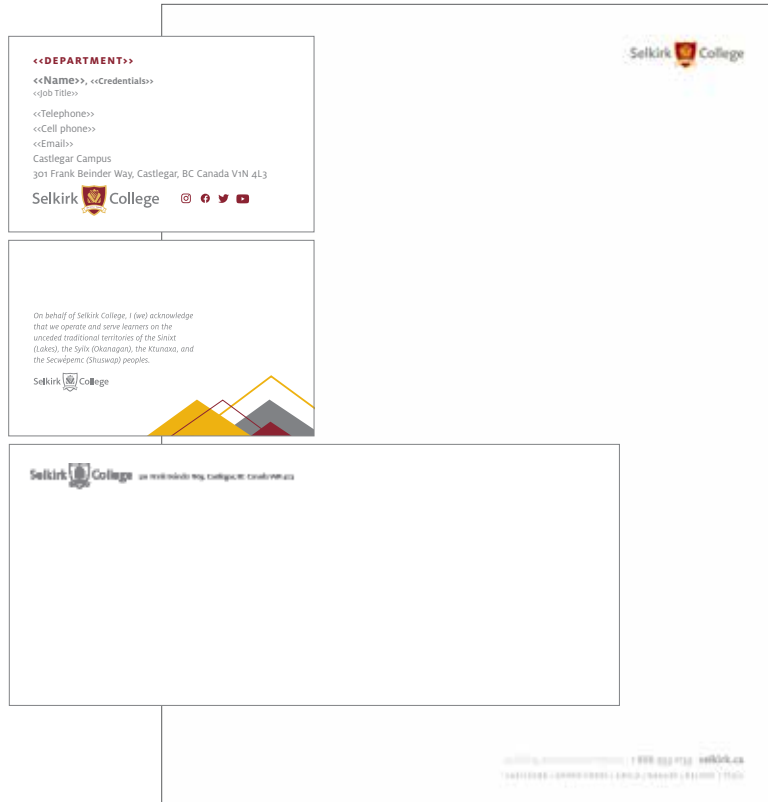 Selkirk College
‹‹DEPARTMENT››
‹‹Name››, ‹‹Credentials››
‹‹Job Title››
‹‹Telephone››
‹‹Cell phone››
‹‹Email››
Castlegar Campus
301 Frank Beinder Way, Castlegar, BC Canada V1N 4L3
Selkirk College
On behalf of Selkirk College, I (we) acknowledge
that we operate and serve learners on the
unceded traditional territories of the Sinixt
(Lakes), the Syilx (Okanagan), the Ktunaxa, and
the Secwépemc (Shuswap) peoples.
Selkirk College
Selkirk College
selkirk.ca